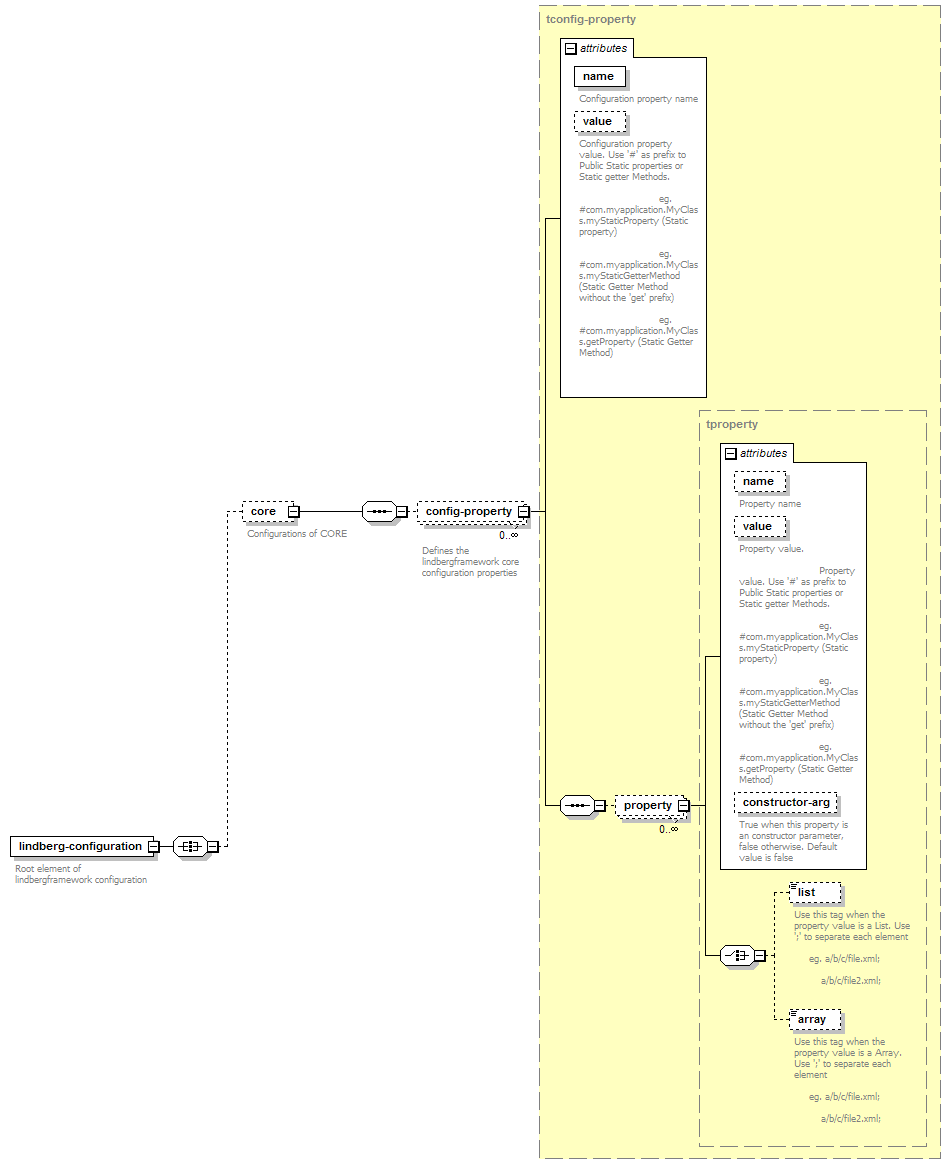 tconfig-property
attributes
name
Configuration property name
value
Configuration property
value. Use '#' as prefix to
Public Static properties or
Static getter Methods.
eg.
#com.myapplication.MyClas
s.myStaticProperty (Static
property)
eg.
#com.myapplication.MyClas
s.myStaticGetterMethod
(Static Getter Method
without the 'get' prefix)
eg.
#com.myapplication.MyClas
s.getProperty (Static Getter
Method)
tproperty
attributes
name
Property name
value
Property value.
Property
value. Use '#' as prefix to
Public Static properties or
Static getter Methods.
eg.
#com.myapplication.MyClas
s.myStaticProperty (Static
property)
eg.
#com.myapplication.MyClas
s.myStaticGetterMethod
(Static Getter Method
without the 'get' prefix)
eg.
#com.myapplication.MyClas
s.getProperty (Static Getter
Method)
constructor-arg
True when this property is
an constructor parameter,
false otherwise. Default
value is false
core
Configurations of CORE
config-property
0..∞
Defines the
lindbergframework core
configuration properties
property
0..∞
lindberg-configuration
Root element of
lindbergframework configuration
list
Use this tag when the
property value is a List. Use
';' to separate each element
eg. a/b/c/file.xml;
a/b/c/file2.xml;
array
Use this tag when the
property value is a Array.
Use ';' to separate each
element
eg. a/b/c/file.xml;
a/b/c/file2.xml;